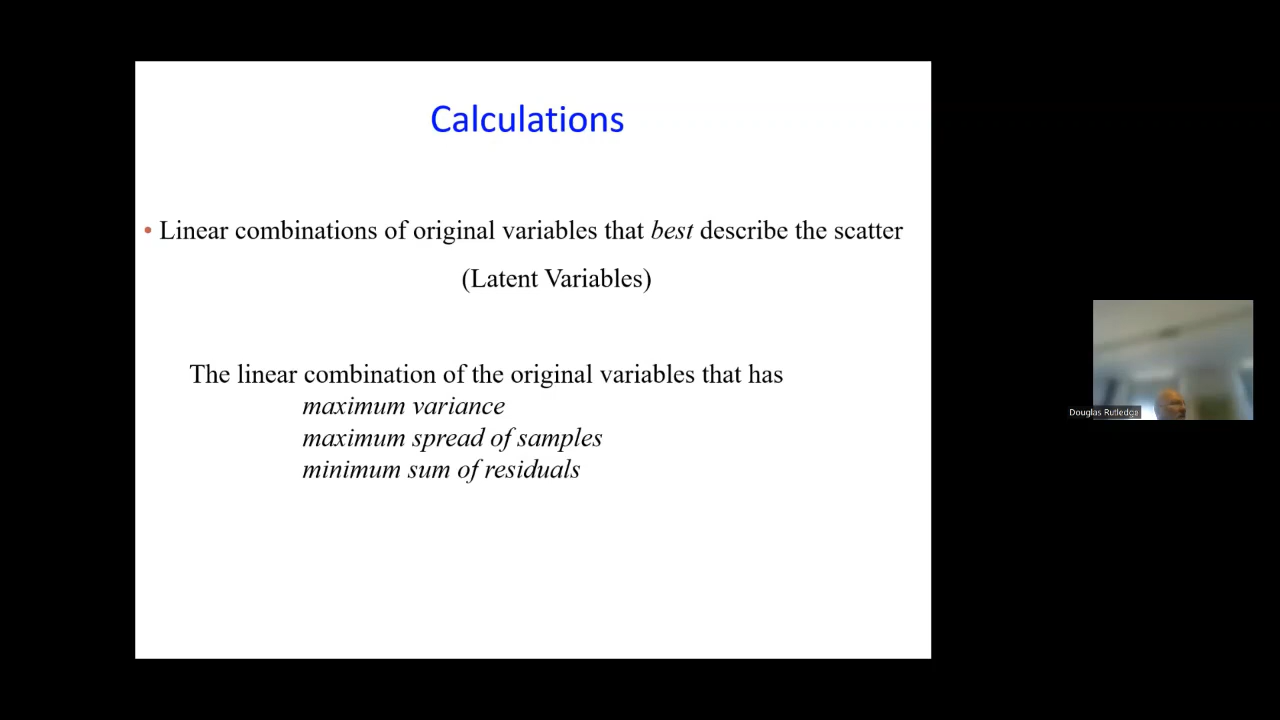 Calculations
• Linear combinations of original variables that best describe the scatter
(Latent Variables)
The linear combination of the original variables that has
maximum variance
maximum spread of samples
minimum sum of residuals
Douglas Rutledge